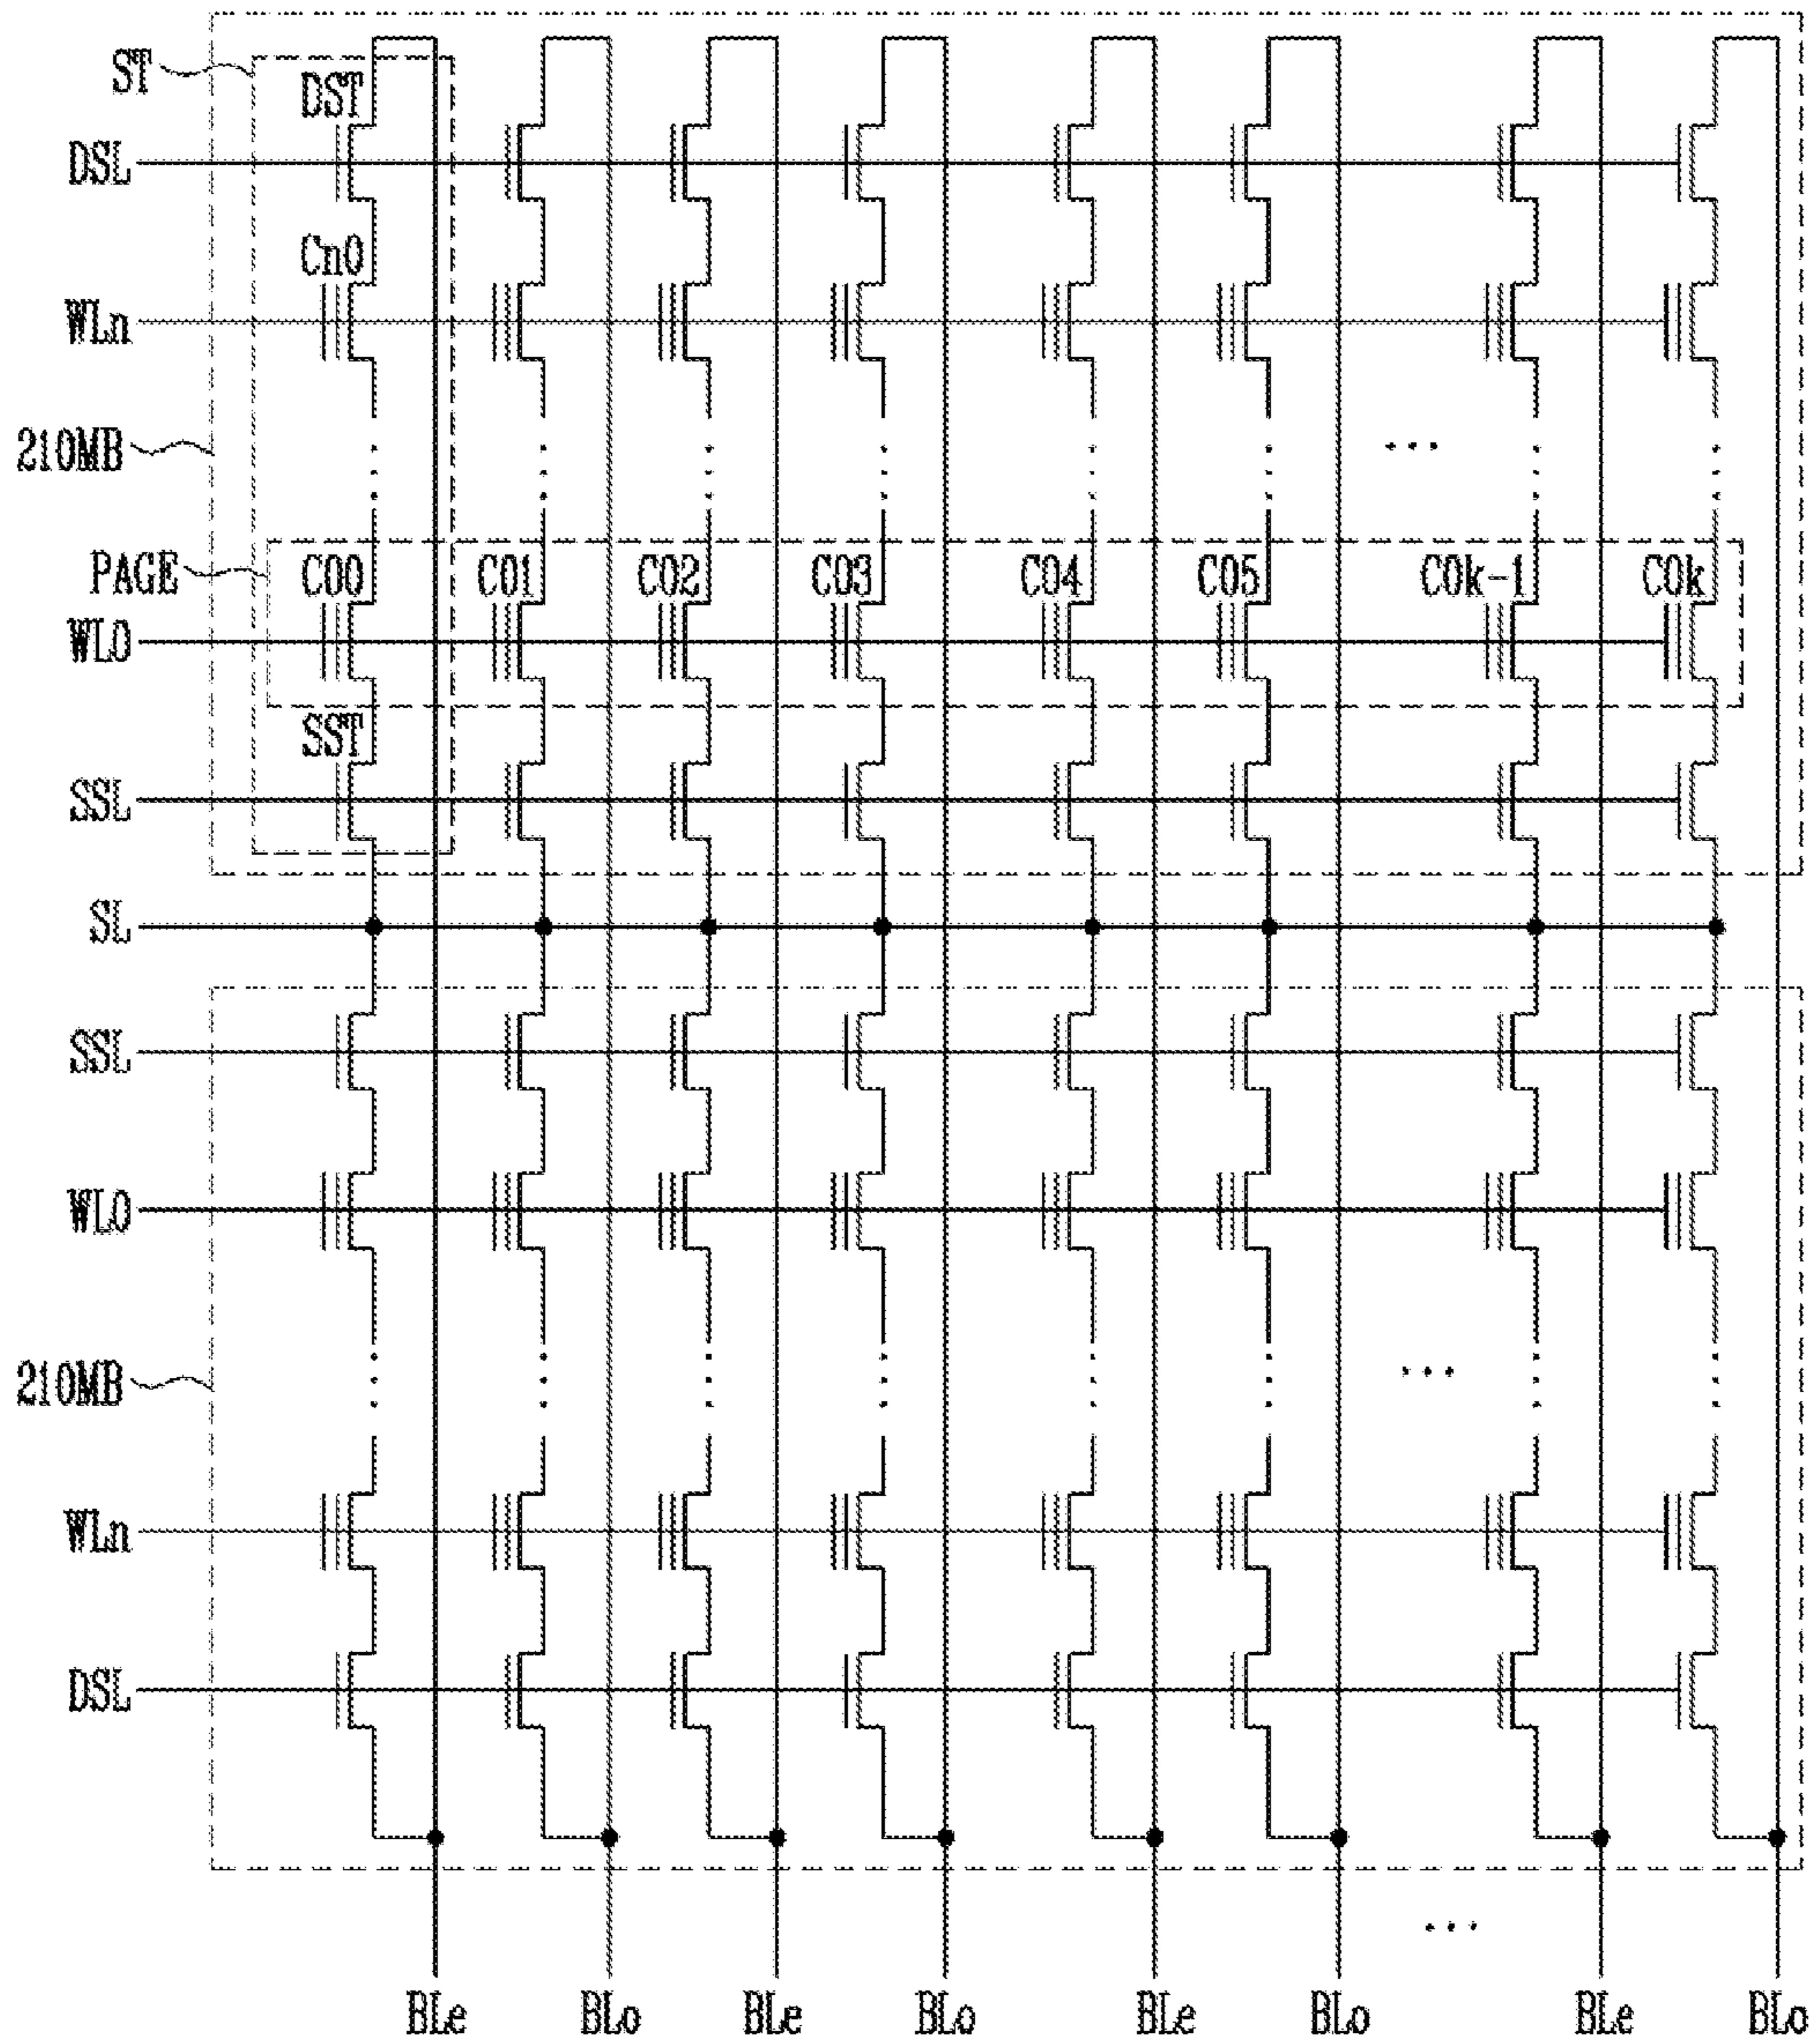 ST
DST
DSL
Cn0
WLn
210MB
...
PAGE C00 C01 C02 C03 C04 C05 C0k-1 C0k
WL0
SST
SSL
SL
SSL
WL0
210MB
...
WLn
DSL
...
BLe BLo BLe BLo BLe BLo BLe BLo